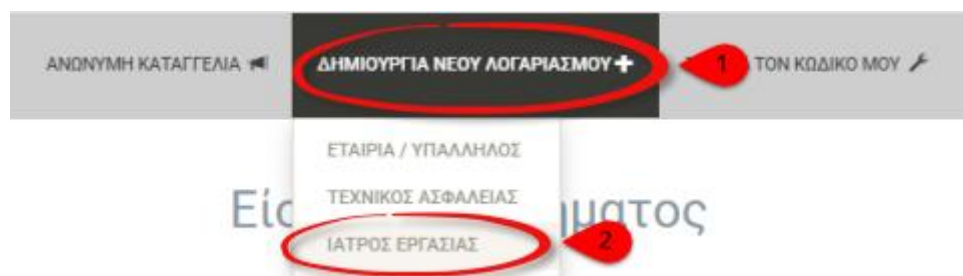 ΑΝΩΝΥΜΗ ΚΑΤΑΓΓΕΛΙΑ ΔΗΜΙΟΥΡΓΙΑ ΝΕΟΥ ΛΟΓΑΡΙΑΣΜΟΥ + 1 ΤΟΝ ΚΩΔΙΚΟ ΜΟΥ
ΕΤΑΙΡΙΑ / ΥΠΑΛΛΗΛΟΣ
ΤΕΧΝΙΚΟΣ ΑΣΦΑΛΕΙΑΣ
ΙΑΤΡΟΣ ΕΡΓΑΣΙΑΣ 2